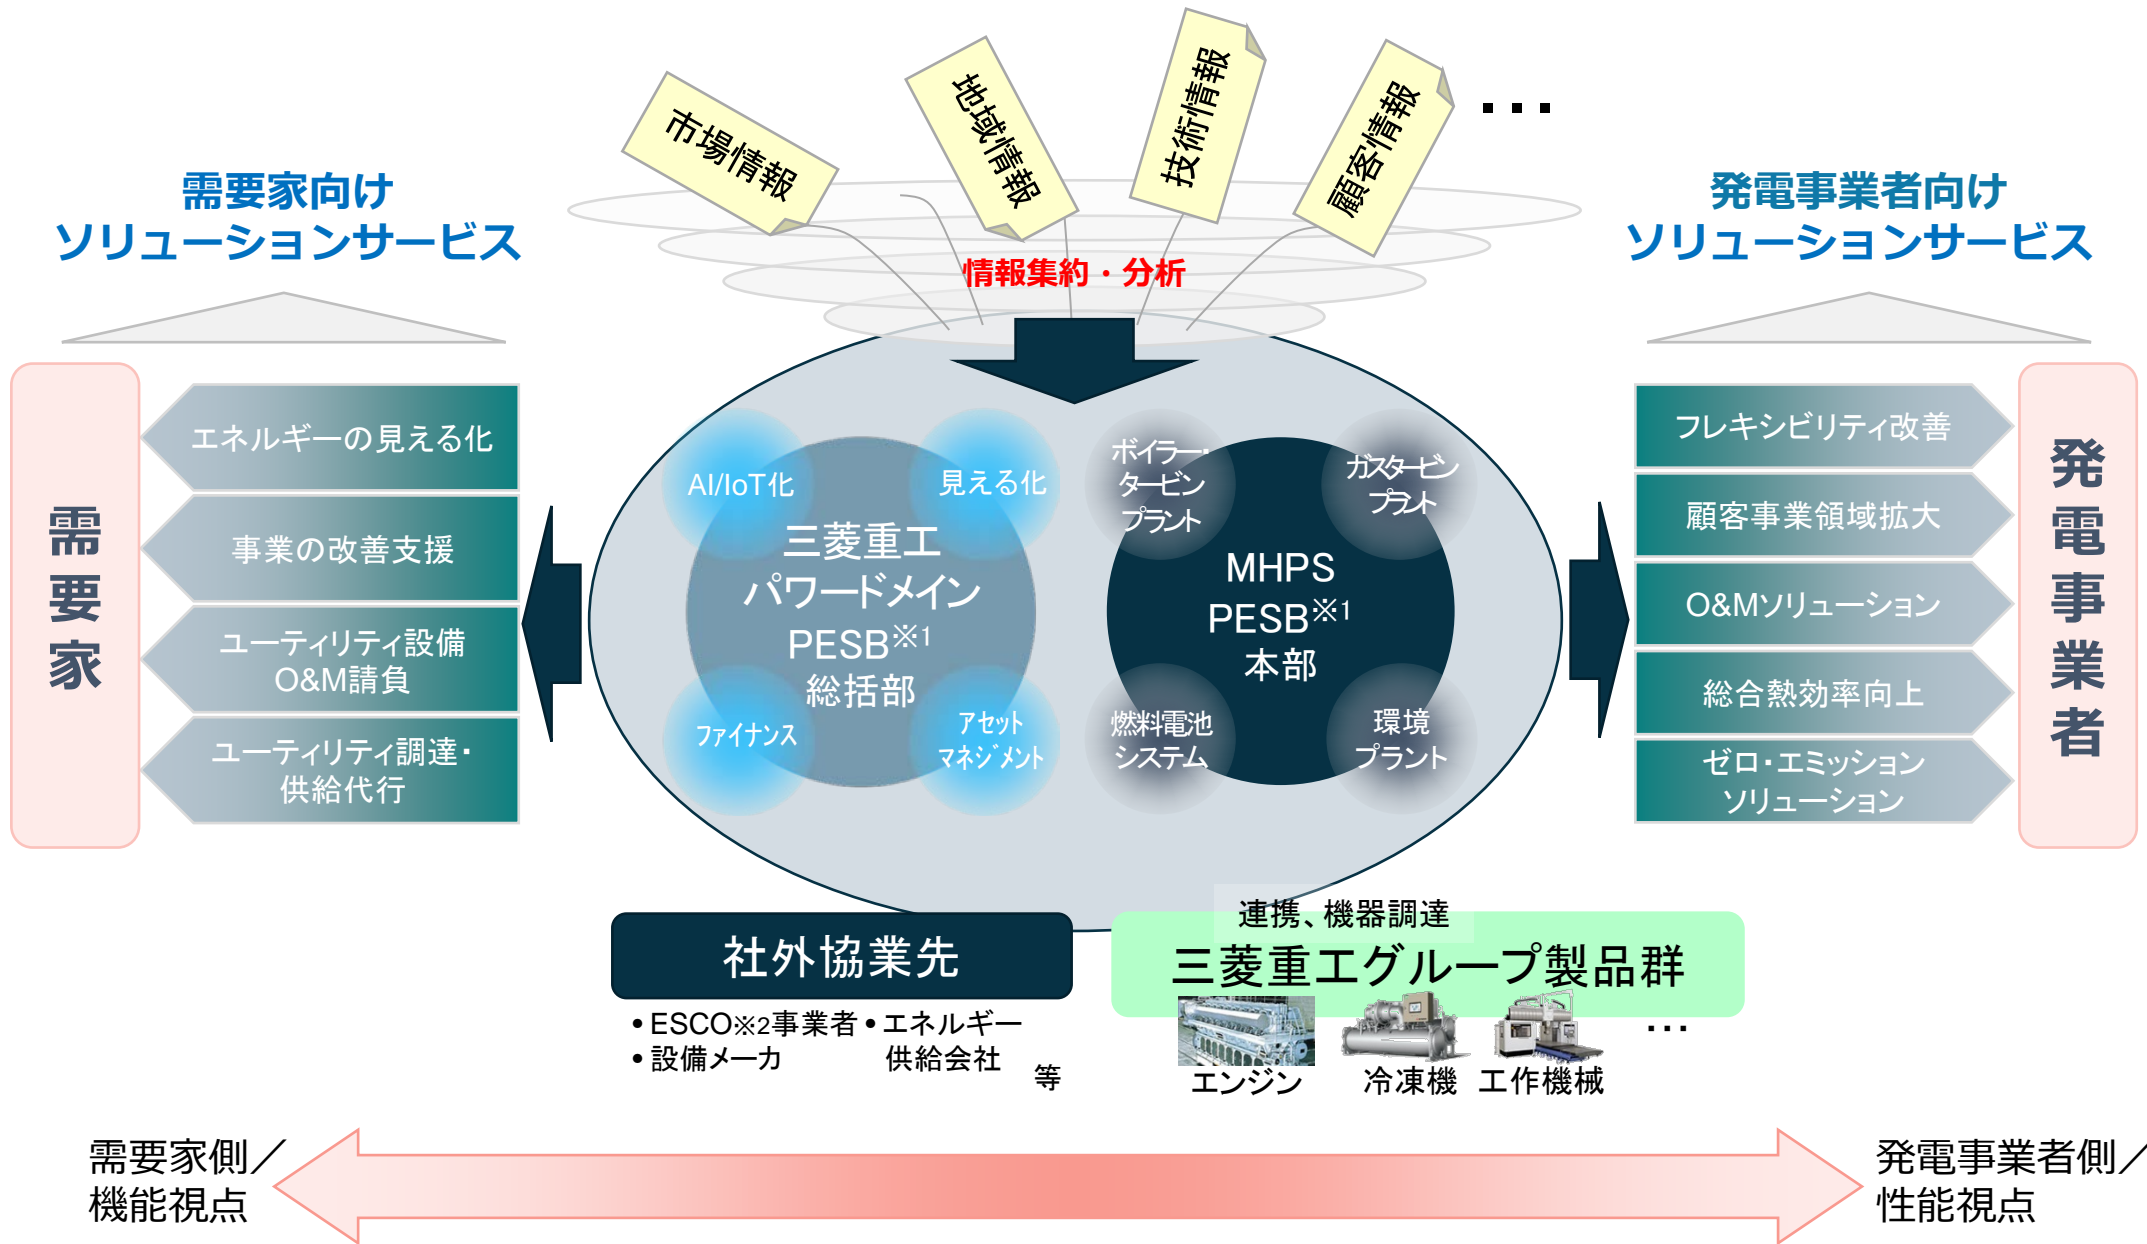 市場情報
地域情報
技術情報
顧客情報
・・・
情報集約・分析
需要家向け
ソリューションサービス
発電事業者向け
ソリューションサービス
需要家
エネルギーの見える化
事業の改善支援
ユーティリティ設備
O&M請負
ユーティリティ調達・
供給代行
AI/IoT化
見える化
三菱重工
パワードメイン
PESB※1
総括部
ファイナンス
アセット
マネジメント
ボイラー・
タービン
プラント
ガスタービン
プラント
MHPS
PESB※1
本部
燃料電池
システム
環境
プラント
フレキシビリティ改善
顧客事業領域拡大
O&Mソリューション
総合熱効率向上
ゼロ・エミッション
ソリューション
発電事業者
社外協業先
• ESCO※2事業者
• 設備メーカ
• エネルギー
供給会社
等
連携、機器調達
三菱重工グループ製品群
エンジン
冷凍機
工作機械
…
需要家側／
機能視点
発電事業者側／
性能視点